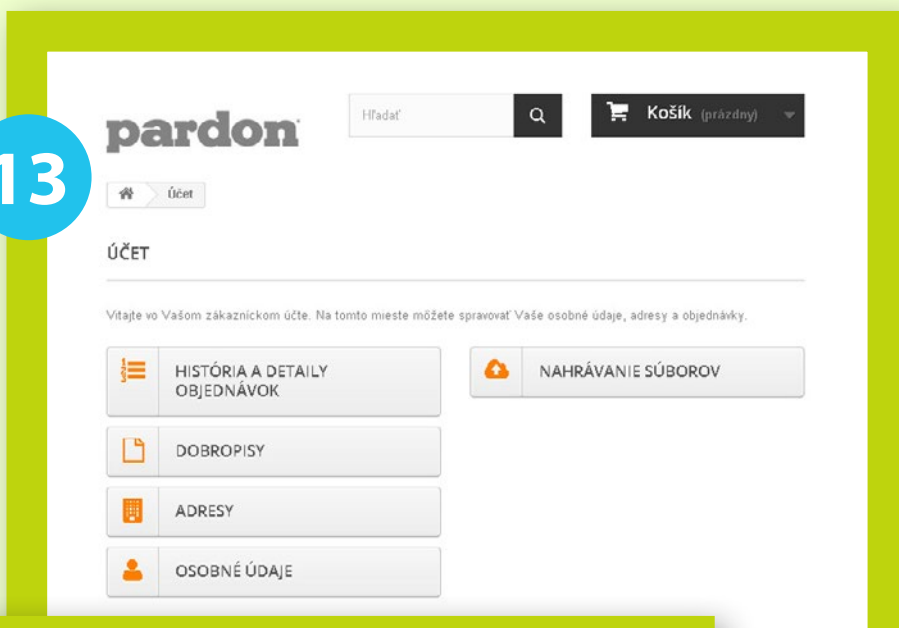 13
pardon
Hľadať
Košík (prázdny)
Účet
ÚČET
Vitajte vo Vašom zákazníckom účte. Na tomto mieste môžete spravovať Vaše osobné údaje, adresy a objednávky.
HISTÓRIA A DETAILY
OBJEDNÁVOK
NAHRÁVANIE SÚBOROV
DOBROPISY
ADRESY
OSOBNÉ ÚDAJE